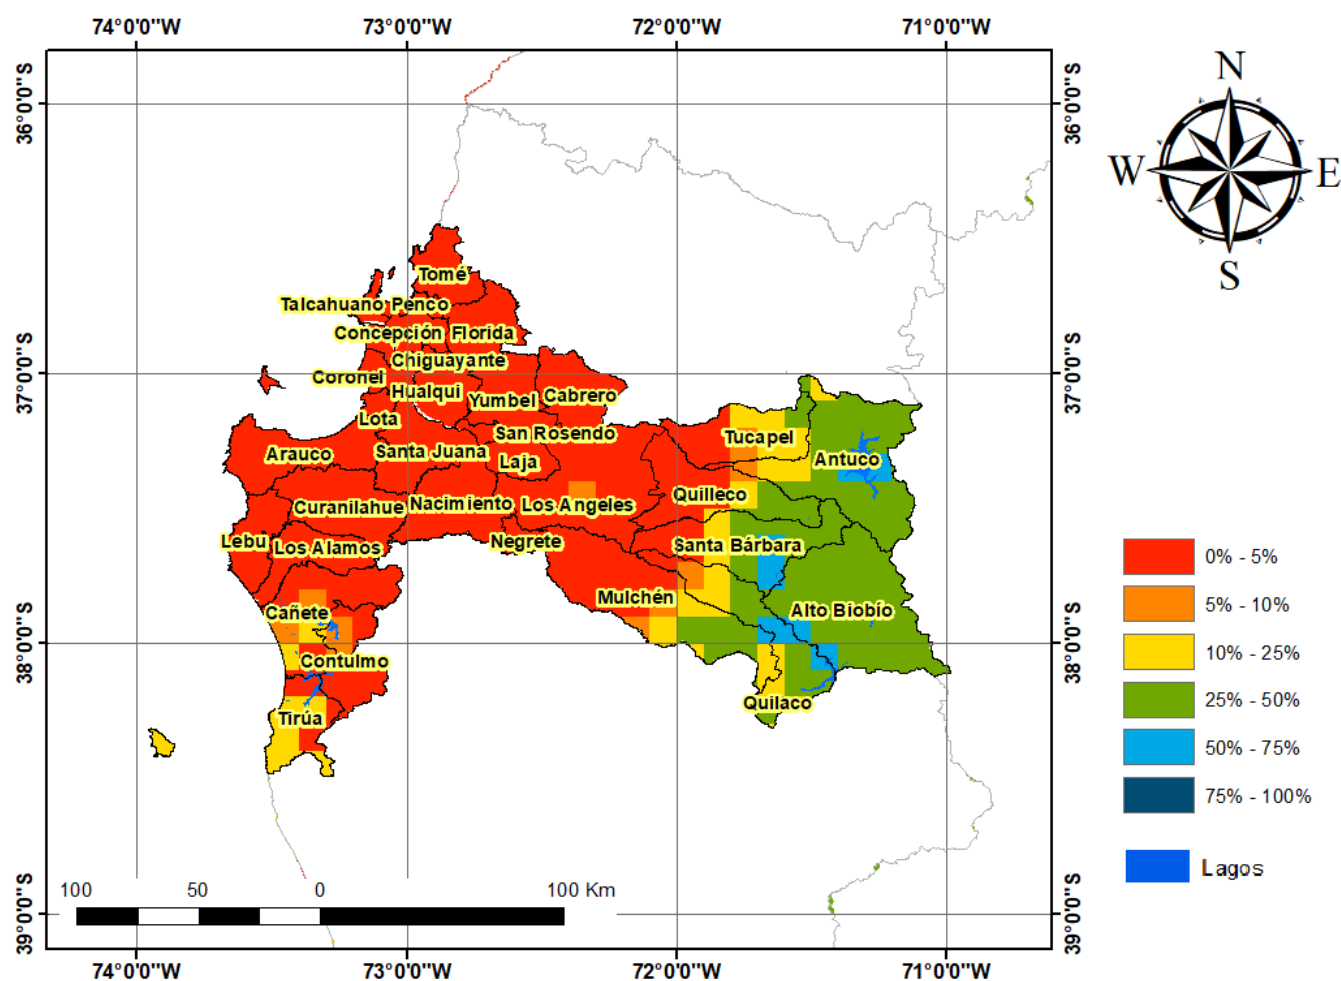 74°0'0"W 73°0'0"W 72°0'0"W 71°0'0"W
36°0'0"S 36°0'0"S
N
W E
S
Tomé
Talcahuano Penco
Concepción Florida
Chiguayante
37°0'0"S 37°0'0"S
Coronel
Hualqui
Yumbel Cabrero
Lota
San Rosendo
Tucapel
Arauco Santa Juana
Laja
Antuco
Quilleco
Curanilahue Nacimiento Los Angeles
Lebu Los Alamos Negrete Santa Bárbara
0% - 5%
Mulchén
5% - 10%
Cañete Alto Biobío
38°0'0"S 38°0'0"S
10% - 25%
Contulmo
25% - 50%
Quilaco
Tirúa
50% - 75%
75% - 100%
Lagos
100 50 0 100 Km
39°0'0"S 39°0'0"S
74°0'0"W 73°0'0"W 72°0'0"W 71°0'0"W